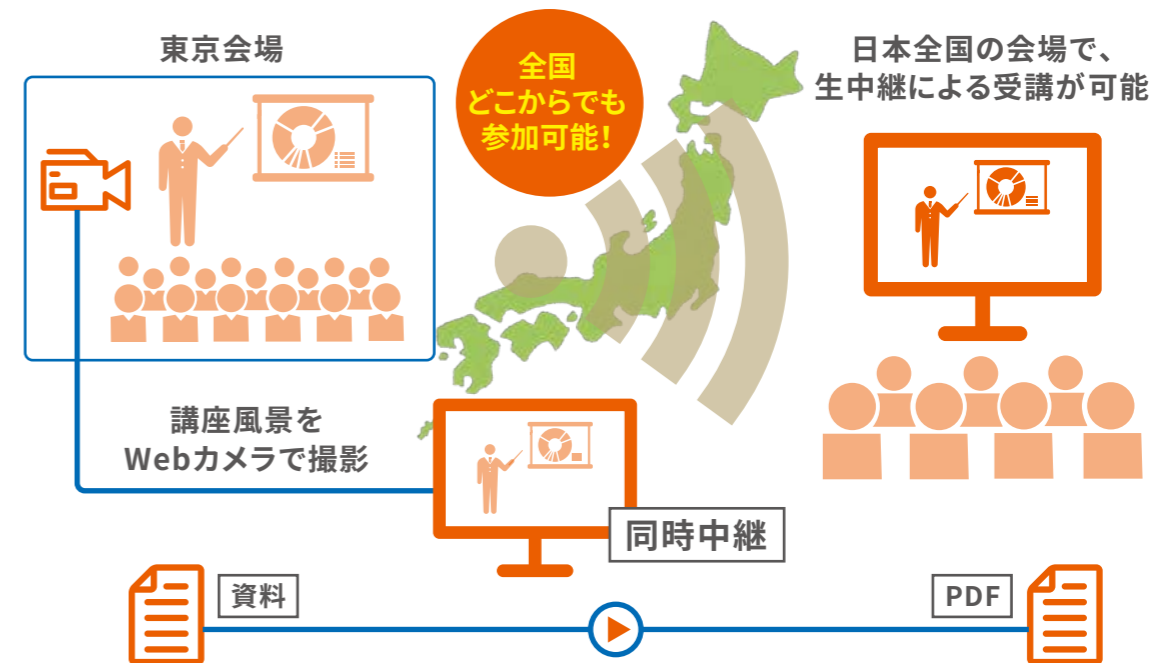 東京会場
全国
どこからでも
参加可能！
日本全国の会場で、
生中継による受講が可能
講座風景を
Webカメラで撮影
同時中継
資料
PDF